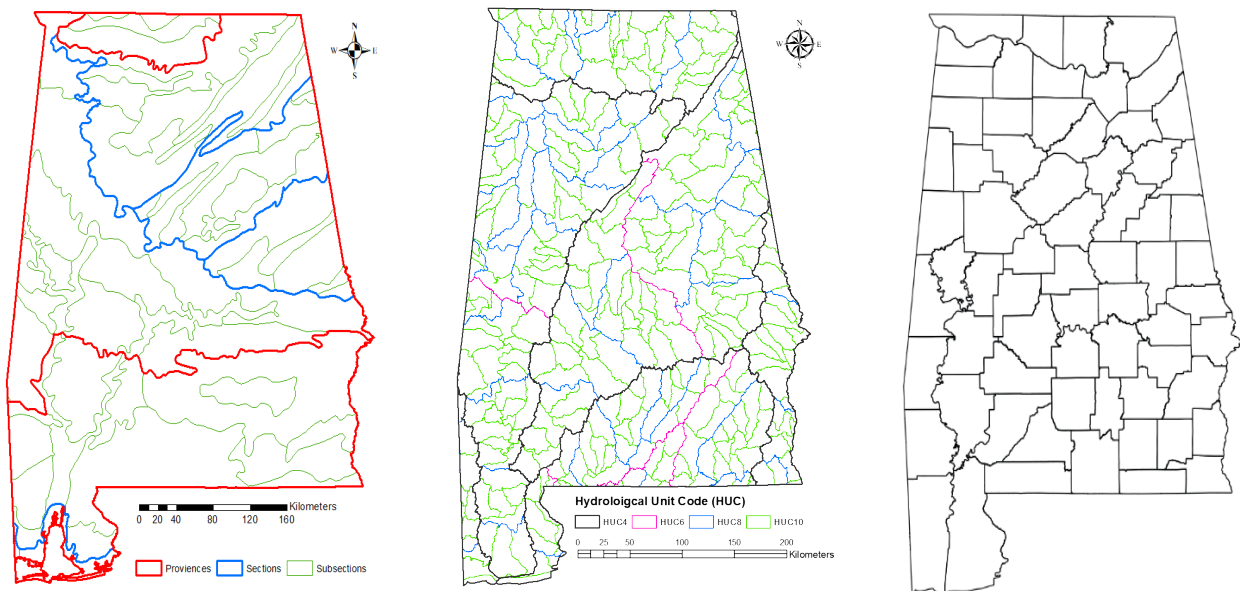 N
W E
S
0 10 20 40 80 120 160
Kilometers
Proviences Sections Subsections
N
W E
S
Hydroloigcal Unit Code (HUC)
HUC4 HUC6 HUC8 HUC10
0 25 50 100 150 200
Kilometers